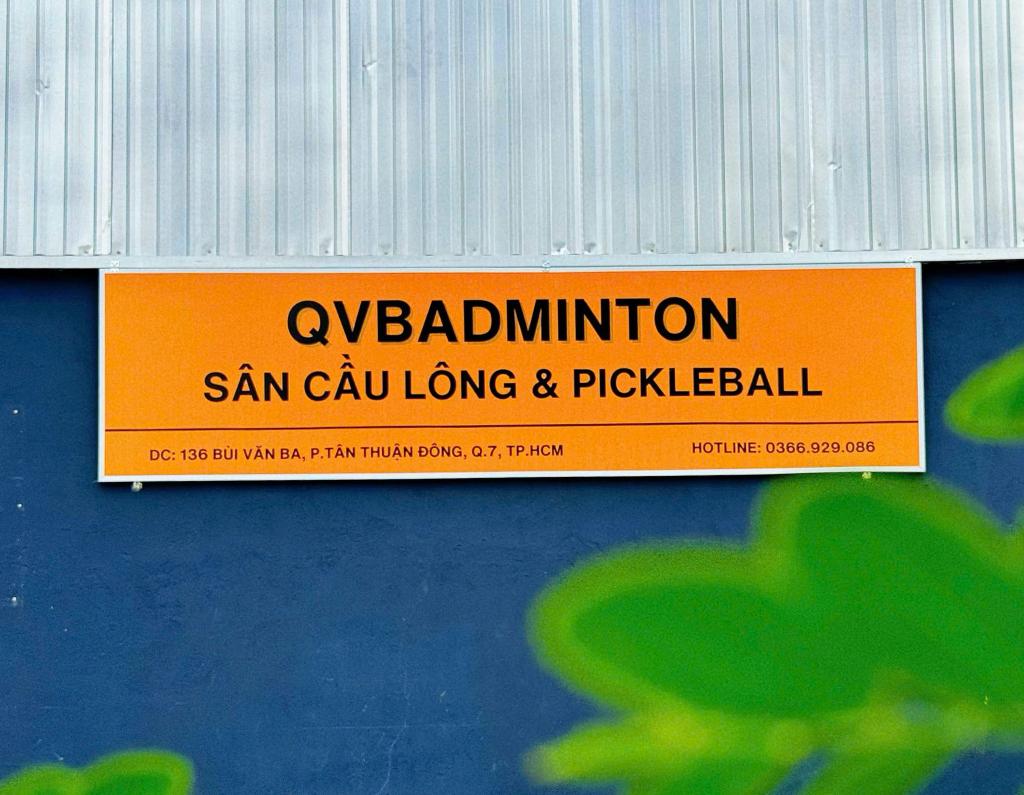 QVBADMINTON
SÂN CẦU LÔNG & PICKLEBALL
DC: 136 BÙI VĂN BA, P.TÂN THUẬN ĐÔNG, Q.7, TP.HCM
HOTLINE: 0366.929.086